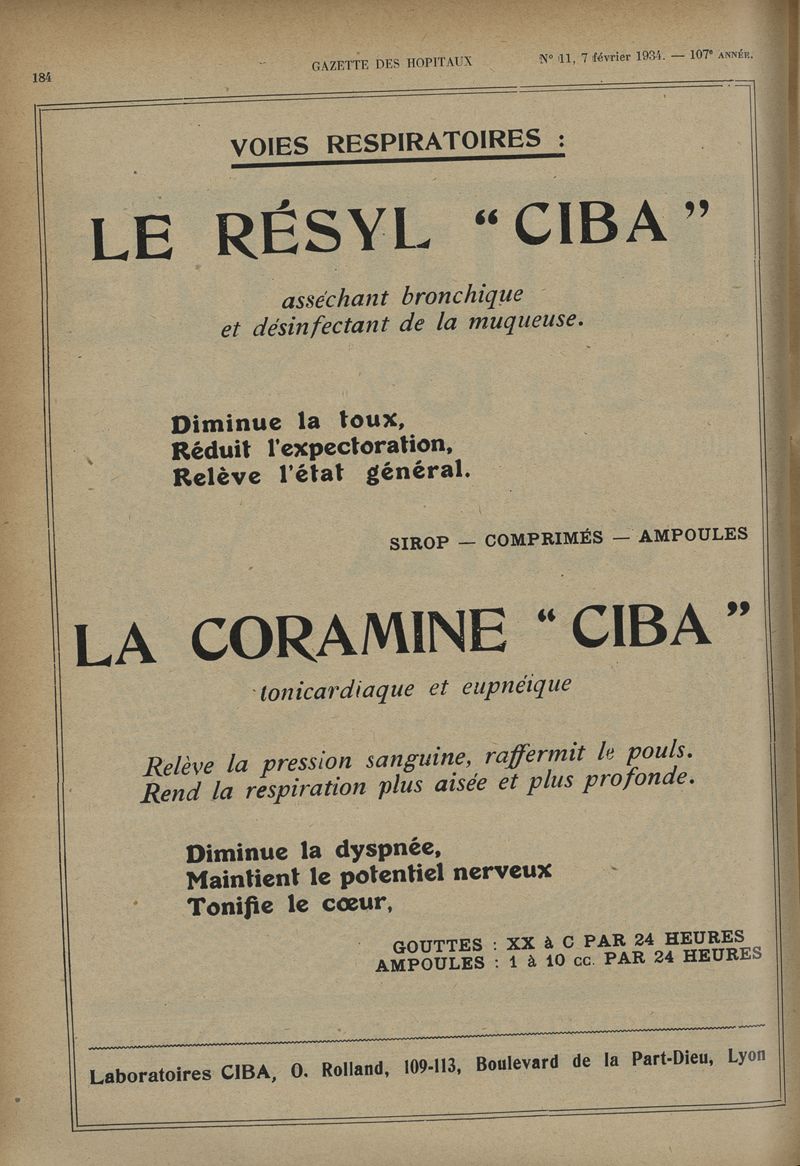 184
GAZETTE DES HOPITAUX
N° 11, 7 février 1934. — 107e ANNÉE.
VOIES RESPIRATOIRES :
LE RÉSYL “ CIBA ”
asséchant bronchique
et désinfectant de la muqueuse.
Diminue la toux,
Réduit l'expectoration,
Relève l'état général.
SIROP — COMPRIMÉS — AMPOULES
LA CORAMINE “ CIBA ”
tonicardiaque et eupnéique
Relève la pression sanguine, raffermit le pouls.
Rend la respiration plus aisée et plus profonde.
Diminue la dyspnée,
Maintient le potentiel nerveux
Tonifie le cœur,
GOUTTES : XX à C PAR 24 HEURES
AMPOULES : 1 à 10 cc. PAR 24 HEURES
Laboratoires CIBA, O. Rolland, 109-113, Boulevard de la Part-Dieu, Lyon